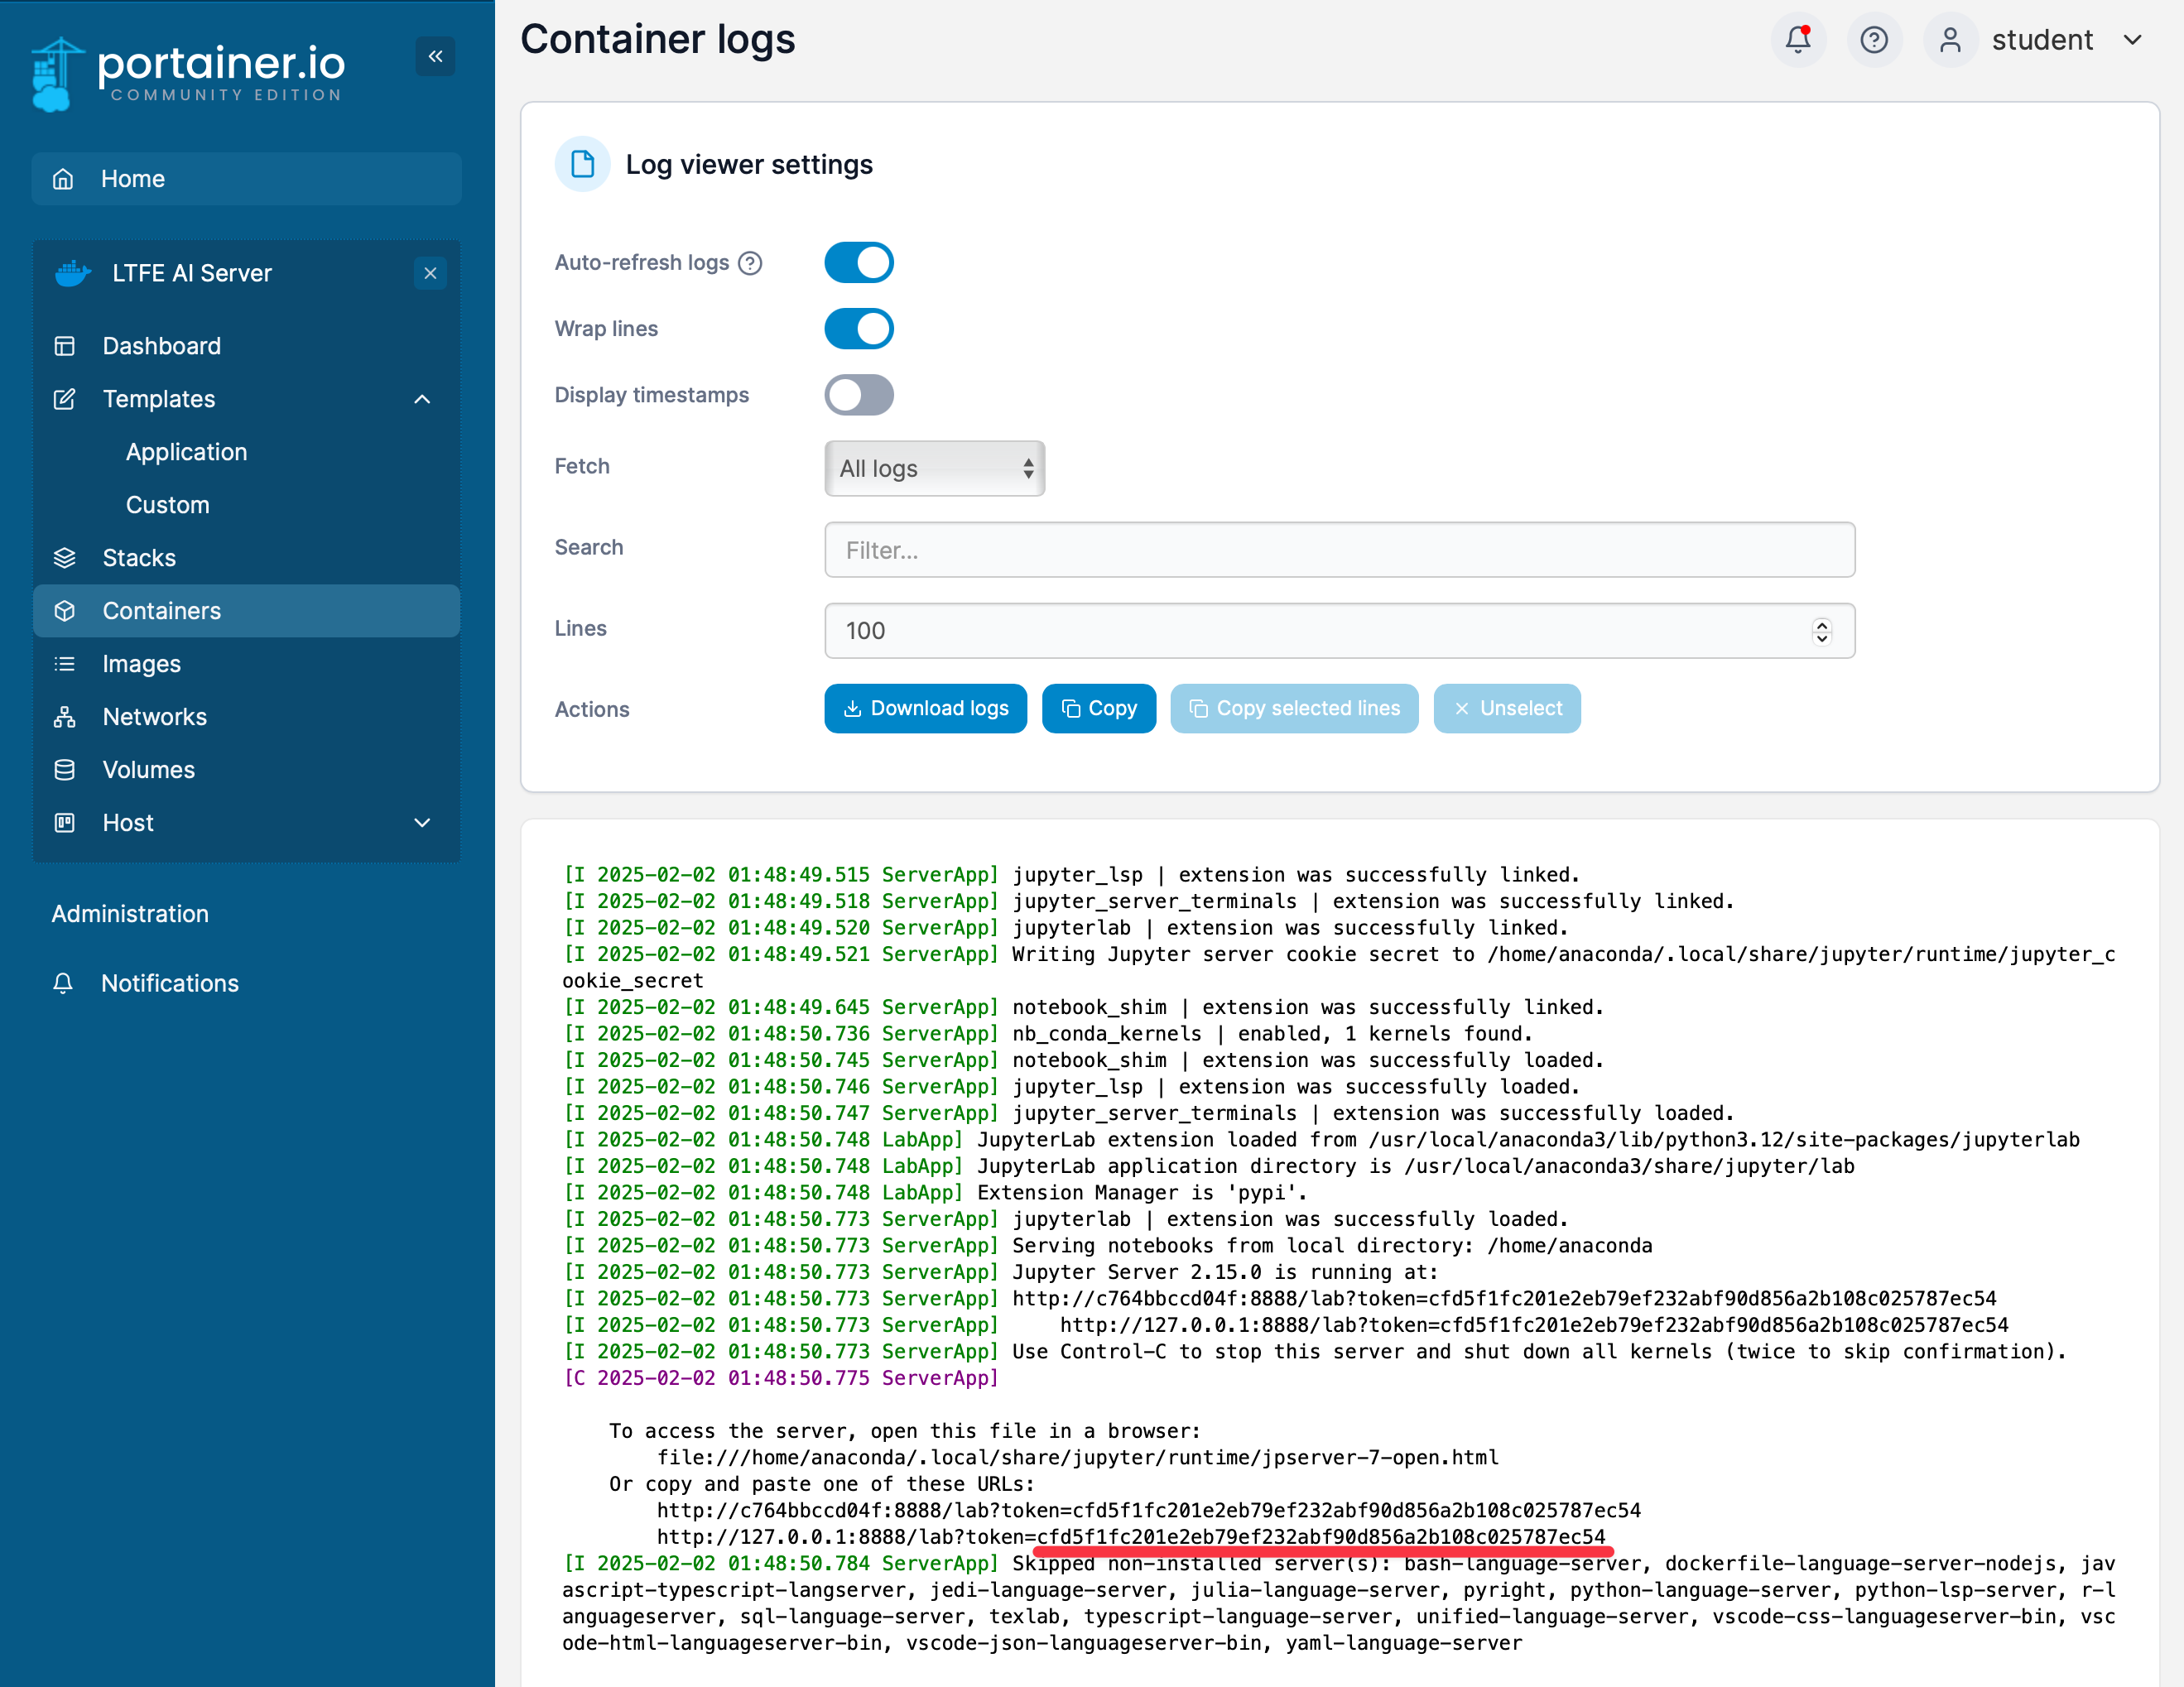 portainer.io
COMMUNITY EDITION
Home
LTFE AI Server
Dashboard
Templates
Application
Custom
Stacks
Containers
Images
Networks
Volumes
Host
Administration
Notifications
Container logs
student
Log viewer settings
Auto-refresh logs
Wrap lines
Display timestamps
Fetch
All logs
Search
Filter...
Lines
100
Actions
Download logs
Copy
Copy selected lines
Unselect
[I 2025-02-02 01:48:49.515 ServerApp] jupyter_lsp | extension was successfully linked.
[I 2025-02-02 01:48:49.518 ServerApp] jupyter_server_terminals | extension was successfully linked.
[I 2025-02-02 01:48:49.520 ServerApp] jupyterlab | extension was successfully linked.
[I 2025-02-02 01:48:49.521 ServerApp] Writing Jupyter server cookie secret to /home/anaconda/.local/share/jupyter/runtime/jupyter_c
ookie_secret
[I 2025-02-02 01:48:49.645 ServerApp] notebook_shim | extension was successfully linked.
[I 2025-02-02 01:48:50.736 ServerApp] nb_conda_kernels | enabled, 1 kernels found.
[I 2025-02-02 01:48:50.745 ServerApp] notebook_shim | extension was successfully loaded.
[I 2025-02-02 01:48:50.746 ServerApp] jupyter_lsp | extension was successfully loaded.
[I 2025-02-02 01:48:50.747 ServerApp] jupyter_server_terminals | extension was successfully loaded.
[I 2025-02-02 01:48:50.748 LabApp] JupyterLab extension loaded from /usr/local/anaconda3/lib/python3.12/site-packages/jupyterlab
[I 2025-02-02 01:48:50.748 LabApp] JupyterLab application directory is /usr/local/anaconda3/share/jupyter/lab
[I 2025-02-02 01:48:50.748 LabApp] Extension Manager is 'pypi'.
[I 2025-02-02 01:48:50.773 ServerApp] jupyterlab | extension was successfully loaded.
[I 2025-02-02 01:48:50.773 ServerApp] Serving notebooks from local directory: /home/anaconda
[I 2025-02-02 01:48:50.773 ServerApp] Jupyter Server 2.15.0 is running at:
[I 2025-02-02 01:48:50.773 ServerApp] http://c764bbccd04f:8888/lab?token=cfd5f1fc201e2eb79ef232abf90d856a2b108c025787ec54
[I 2025-02-02 01:48:50.773 ServerApp]     http://127.0.0.1:8888/lab?token=cfd5f1fc201e2eb79ef232abf90d856a2b108c025787ec54
[I 2025-02-02 01:48:50.773 ServerApp] Use Control-C to stop this server and shut down all kernels (twice to skip confirmation).
[C 2025-02-02 01:48:50.775 ServerApp]
To access the server, open this file in a browser:
file:///home/anaconda/.local/share/jupyter/runtime/jpserver-7-open.html
Or copy and paste one of these URLs:
http://c764bbccd04f:8888/lab?token=cfd5f1fc201e2eb79ef232abf90d856a2b108c025787ec54
http://127.0.0.1:8888/lab?token=cfd5f1fc201e2eb79ef232abf90d856a2b108c025787ec54
[I 2025-02-02 01:48:50.784 ServerApp] Skipped non-installed server(s): bash-language-server, dockerfile-language-server-nodejs, jav
ascript-typescript-langserver, jedi-language-server, julia-language-server, pyright, python-language-server, python-lsp-server, r-l
anguageserver, sql-language-server, texlab, typescript-language-server, unified-language-server, vscode-css-languageserver-bin, vsc
ode-html-languageserver-bin, vscode-json-languageserver-bin, yaml-language-server